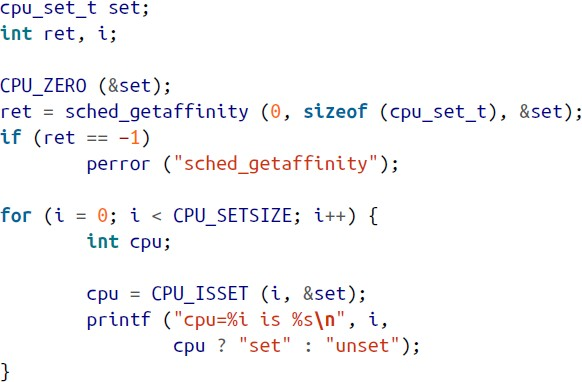 cpu_set_t set;
int ret, i;
CPU_ZERO (&set);
ret = sched_getaffinity (0, sizeof (cpu_set_t), &set);
if (ret == −1)
perror ("sched_getaffinity");
for (i = 0; i < CPU_SETSIZE; i++) {
int cpu;
cpu = CPU_ISSET (i, &set);
printf ("cpu=%i is %s\n", i,
cpu ? "set" : "unset");
}